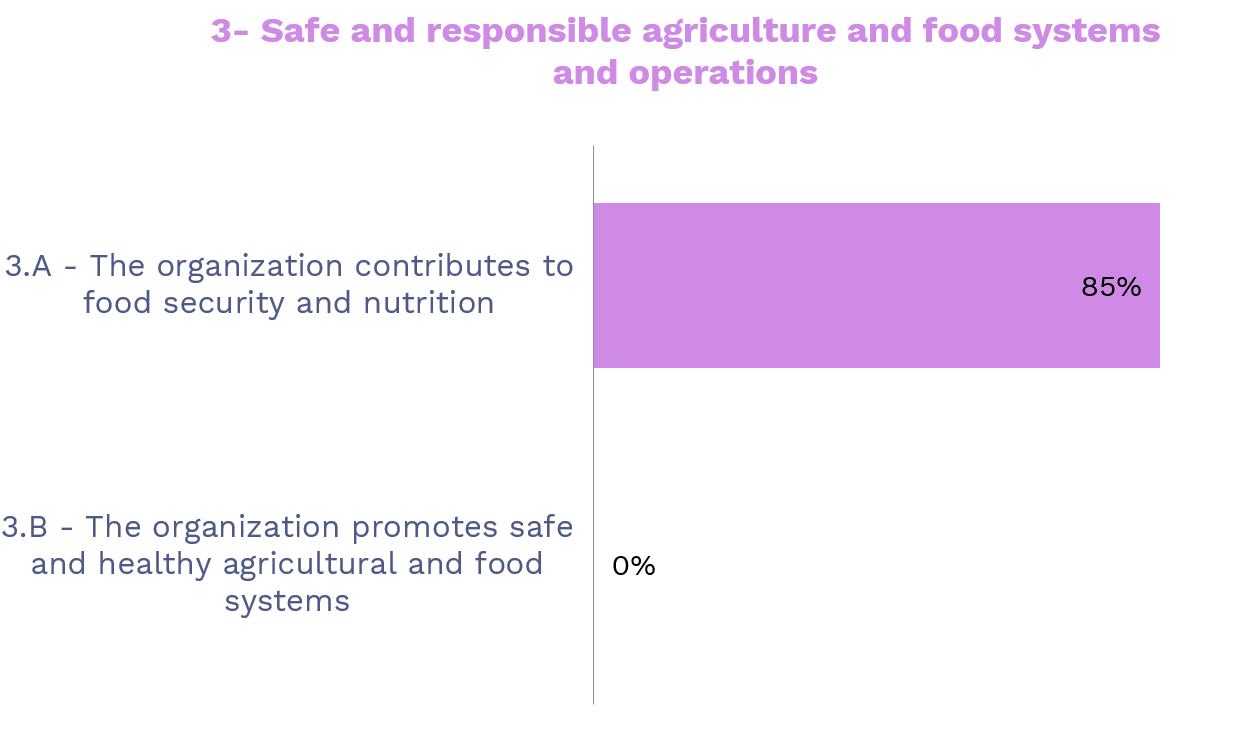 3- Safe and responsible agriculture and food systems
and operations
3.A - The organization contributes to
food security and nutrition
85%
3.B - The organization promotes safe
and healthy agricultural and food
systems
0%